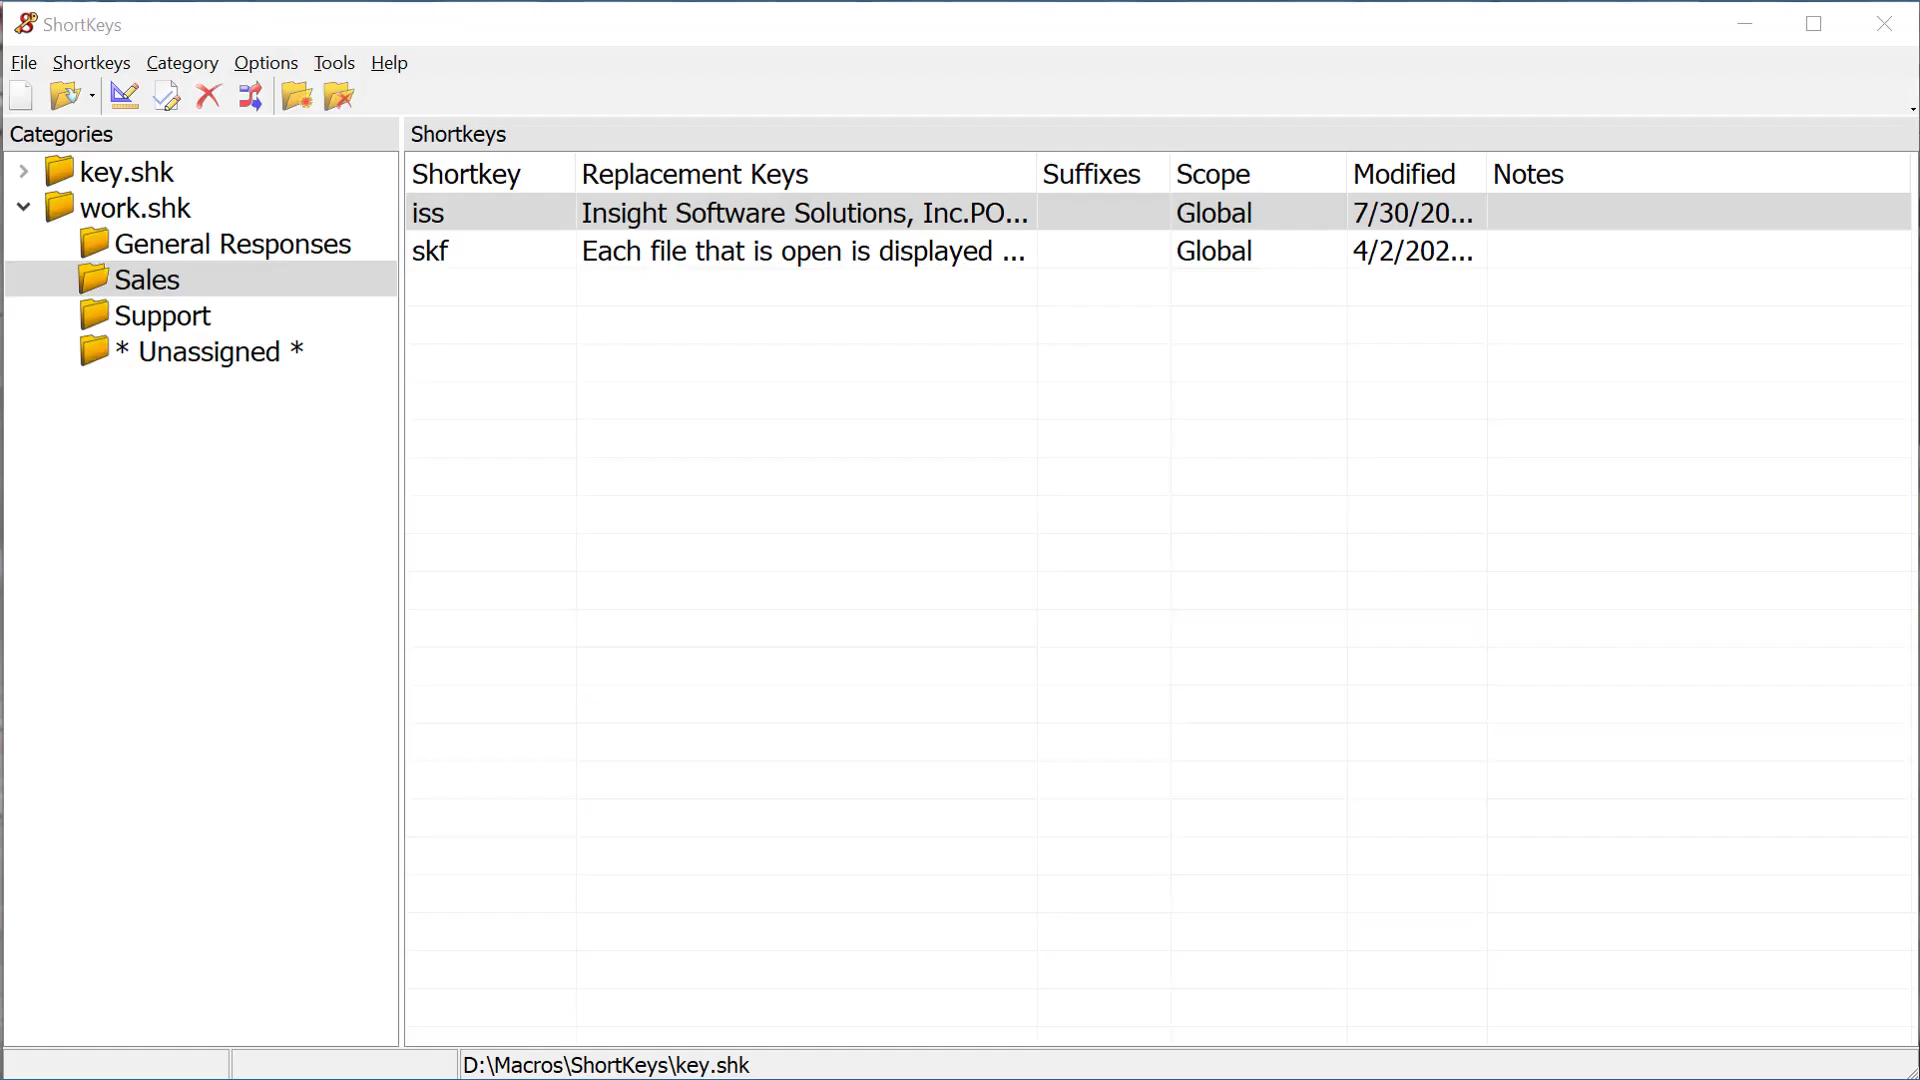 ShortKeys
File Shortkeys Category Options Tools Help
Categories
key.shk
work.shk
General Responses
Sales
Support
* Unassigned *
Shortkeys
Shortkey Replacement Keys Suffixes Scope Modified Notes
iss Insight Software Solutions, Inc.PO... Global 7/30/20...
skf Each file that is open is displayed ... Global 4/2/202...
D:\Macros\ShortKeys\key.shk